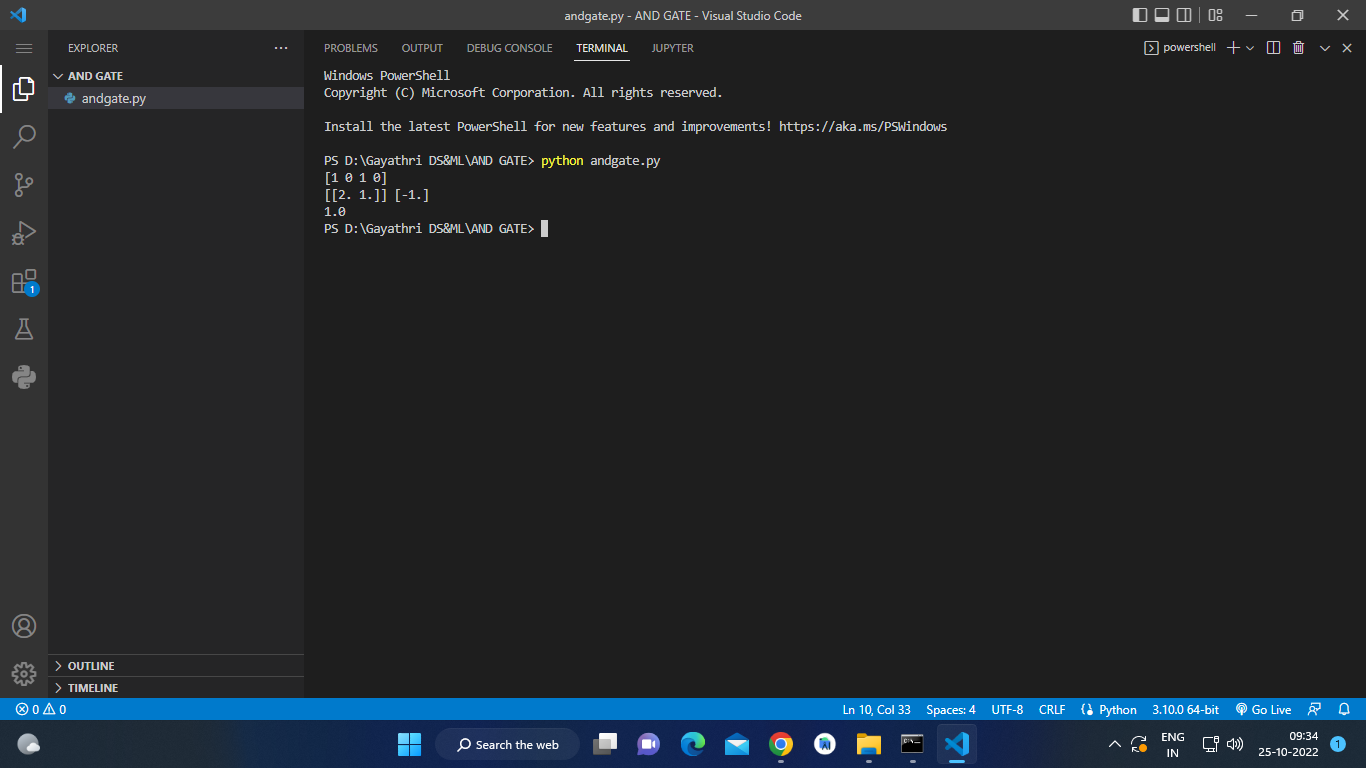 andgate.py - AND GATE - Visual Studio Code
EXPLORER
AND GATE
andgate.py
OUTLINE
TIMELINE
1
PROBLEMS OUTPUT DEBUG CONSOLE TERMINAL JUPYTER
powershell
Windows PowerShell
Copyright (C) Microsoft Corporation. All rights reserved.
Install the latest PowerShell for new features and improvements! https://aka.ms/PSWindows
PS D:\Gayathri DS&ML\AND GATE> python andgate.py
[1 0 1 0]
[[2. 1.]] [-1.]
1.0
PS D:\Gayathri DS&ML\AND GATE>
0 0 Ln 10, Col 33 Spaces: 4 UTF-8 CRLF Python 3.10.0 64-bit Go Live
Search the web
ENG
IN
09:34
25-10-2022
1